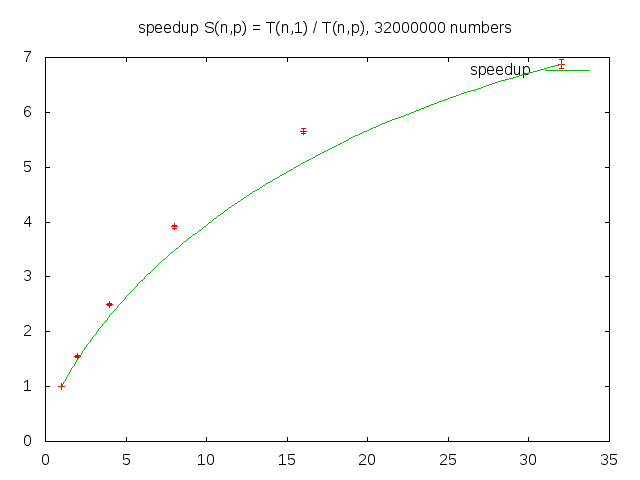 speedup S(n,p) = T(n,1) / T(n,p), 32000000 numbers
7
speedup
6
5
4
3
2
1
0
0 5 10 15 20 25 30 35